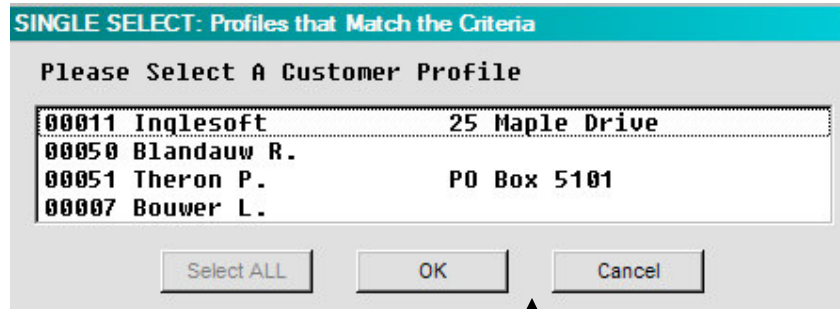 SINGLE SELECT: Profiles that Match the Criteria
Please Select A Customer Profile
00011 Inqlesoft 25 Maple Drive
00050 Blandauw R.
00051 Theron P. PO Box 5101
00007 Bouwer L.
Select ALL OK Cancel